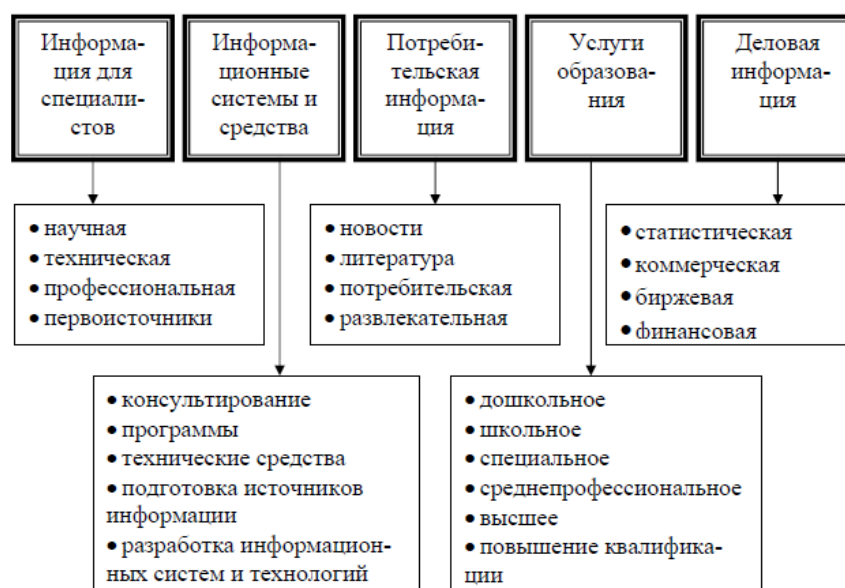 Информа-
ция для
специали-
стов
Информа-
ционные
системы и
средства
Потреби-
тельская
информа-
ция
Услуги
образова-
ния
Деловая
информа-
ция
• научная
• техническая
• профессиональная
• первоисточники
• новости
• литература
• потребительская
• развлекательная
• статистическая
• коммерческая
• биржевая
• финансовая
• консультирование
• программы
• технические средства
• подготовка источников
информации
• разработка информацион-
ных систем и технологий
• дошкольное
• школьное
• специальное
• среднепрофессиональное
• высшее
• повышение квалифика-
ции